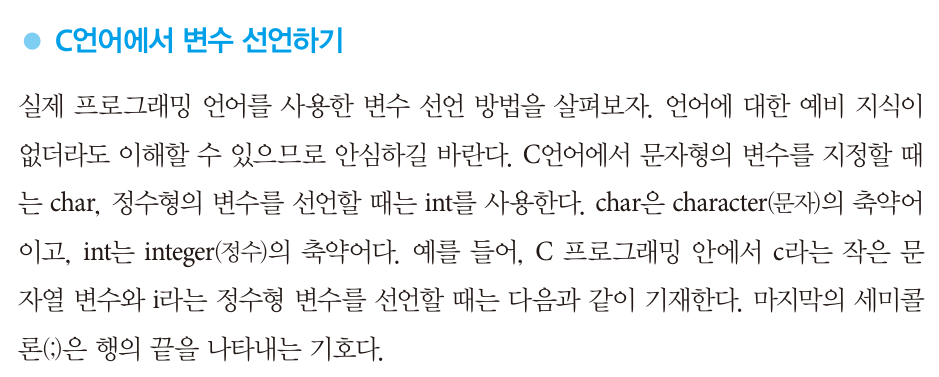 ● C언어에서 변수 선언하기
실제 프로그래밍 언어를 사용한 변수 선언 방법을 살펴보자. 언어에 대한 예비 지식이
없더라도 이해할 수 있으므로 안심하길 바란다. C언어에서 문자형의 변수를 지정할 때
는 char, 정수형의 변수를 선언할 때는 int를 사용한다. char은 character(문자)의 축약어
이고, int는 integer(정수)의 축약어다. 예를 들어, C 프로그래밍 안에서 c라는 작은 문
자열 변수와 i라는 정수형 변수를 선언할 때는 다음과 같이 기재한다. 마지막의 세미콜
론(;)은 행의 끝을 나타내는 기호다.